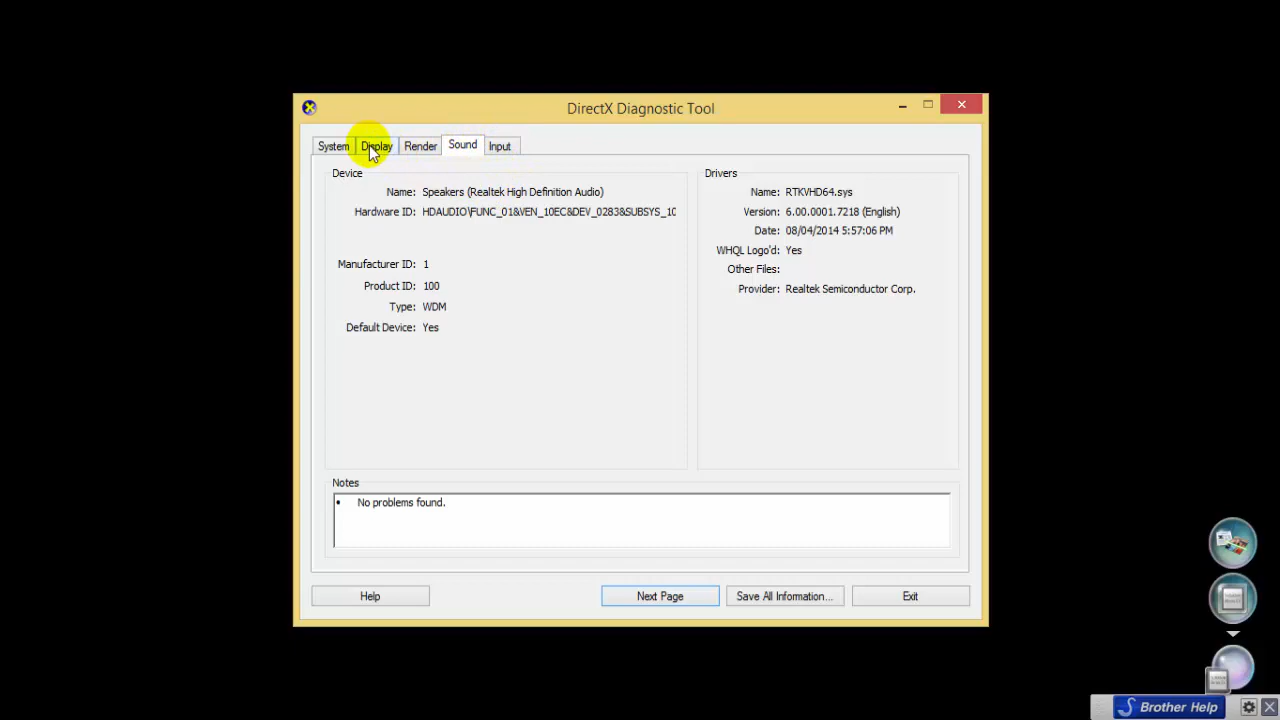 DirectX Diagnostic Tool
System Display Render Sound Input
Device
Name: Speakers (Realtek High Definition Audio)
Hardware ID: HDAUDIO\FUNC_01&VEN_10EC&DEV_0283&SUBSYS_10
Manufacturer ID: 1
Product ID: 100
Type: WDM
Default Device: Yes
Drivers
Name: RTKVHD64.sys
Version: 6.00.0001.7218 (English)
Date: 08/04/2014 5:57:06 PM
WHQL Logo'd: Yes
Other Files:
Provider: Realtek Semiconductor Corp.
Notes
• No problems found.
Help Next Page Save All Information... Exit
Brother Help